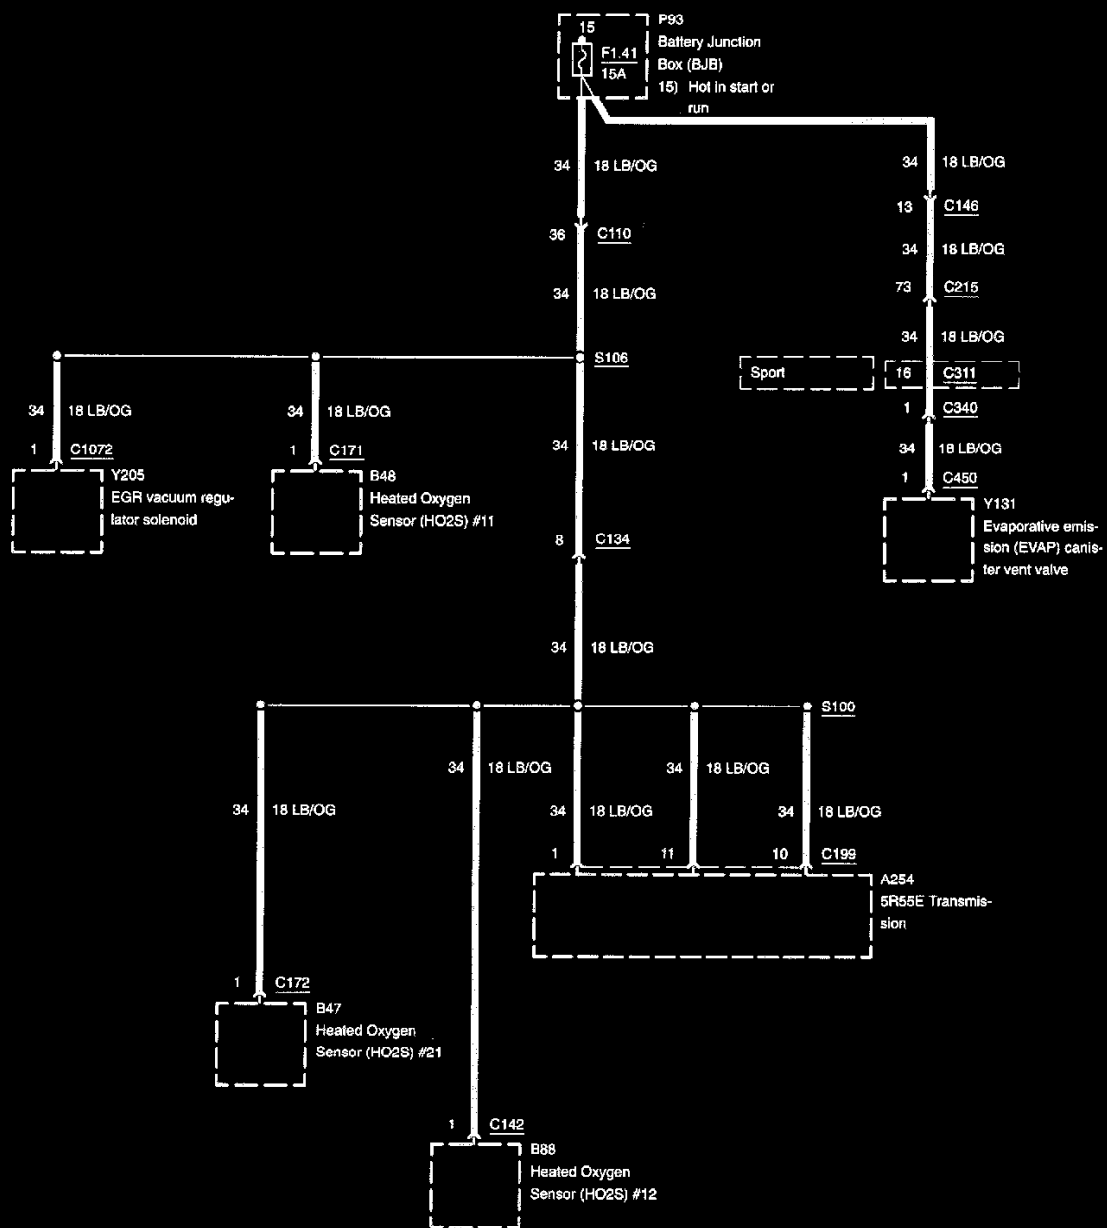 P93
15
Battery Junction
F1.41
Box (BJB)
15A
15) Hot in start or
run
34 18 LB/OG
34 18 LB/OG
13 C146
36 C110
34 18 LB/OG
73 C215
34 18 LB/OG
34 18 LB/OG
S106
Sport
16 C311
1 C340
34 18 LB/OG
34 18 LB/OG
34 18 LB/OG
34 18 LB/OG
1 C1072
1 C171
1 C450
Y205
EGR vacuum regu-
lator solenoid
B48
Heated Oxygen
Sensor (HO2S) #11
Y131
Evaporative emis-
sion (EVAP) canis-
ter vent valve
8 C134
34 18 LB/OG
S100
34 18 LB/OG
34 18 LB/OG
34 18 LB/OG
34 18 LB/OG
34 18 LB/OG
1
11
10 C199
A254
5R55E Transmis-
sion
1 C172
B47
Heated Oxygen
Sensor (HO2S) #21
1 C142
B88
Heated Oxygen
Sensor (HO2S) #12